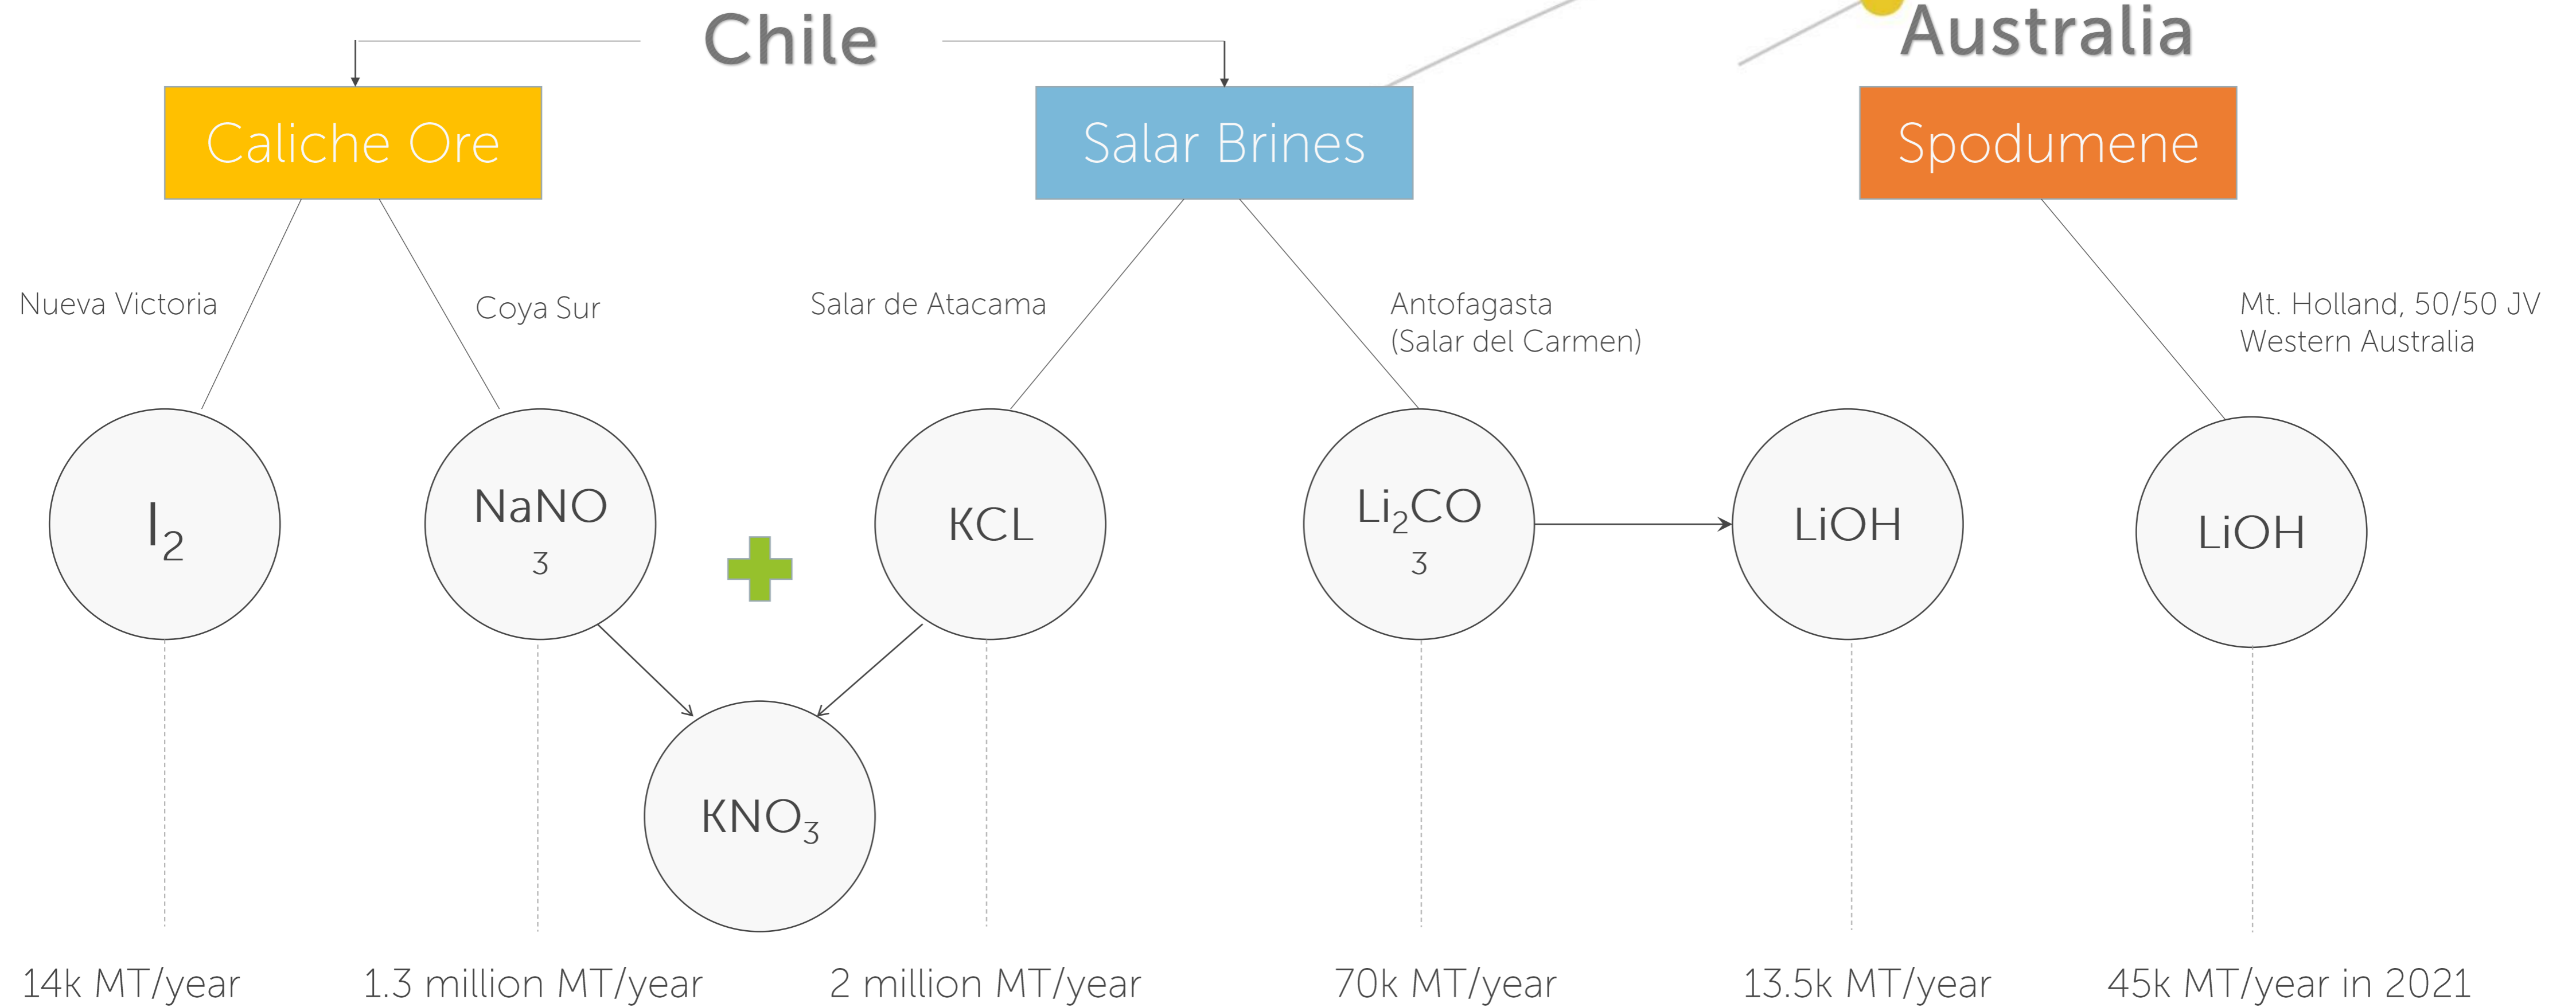 Chile
Australia
Caliche Ore
Salar Brines
Spodumene
Nueva Victoria
Coya Sur
Salar de Atacama
Antofagasta
(Salar del Carmen)
Mt. Holland, 50/50 JV
Western Australia
I₂
NaNO
3
KCL
Li₂CO
3
LiOH
LiOH
KNO₃
14k MT/year
1.3 million MT/year
2 million MT/year
70k MT/year
13.5k MT/year
45k MT/year in 2021